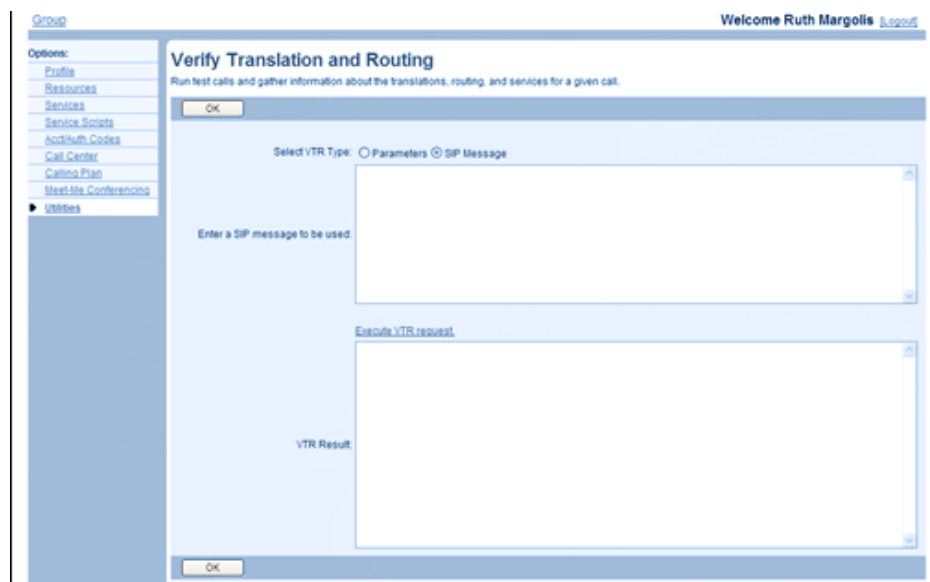 Group
Welcome Ruth Margolis [Logout]
Options:
Profile
Resources
Services
Service Scripts
Acct/Auth Codes
Call Center
Calling Plan
Meet-Me Conferencing
Utilities
Verify Translation and Routing
Run test calls and gather information about the translations, routing, and services for a given call.
OK
Select VTR Type: Parameters SIP Message
Enter a SIP message to be used:
Execute VTR request.
VTR Result:
OK